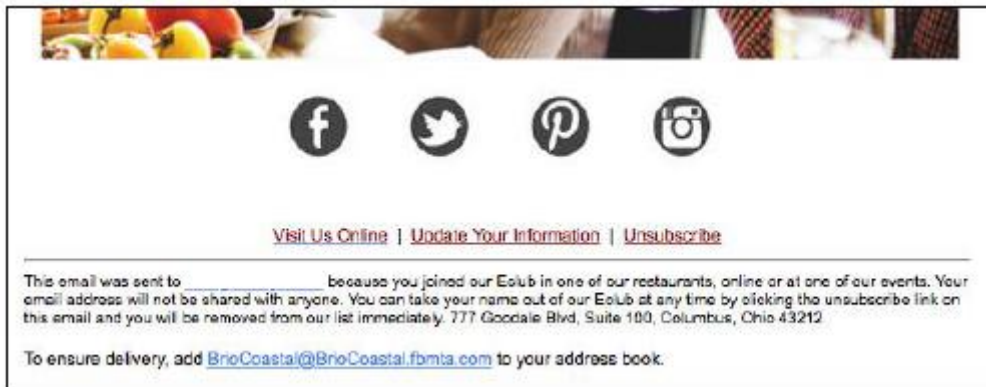 Visit Us Online | Update Your Information | Unsubscribe
This email was sent to because you joined our Eclub in one of our restaurants, online or at one of our events. Your
email address will not be shared with anyone. You can take your name out of our Eclub at any time by clicking the unsubscribe link on
this email and you will be removed from our list immediately. 777 Goodale Blvd, Suite 100, Columbus, Ohio 43212
To ensure delivery, add BrioCoastal@BrioCoastal.fbmta.com to your address book.